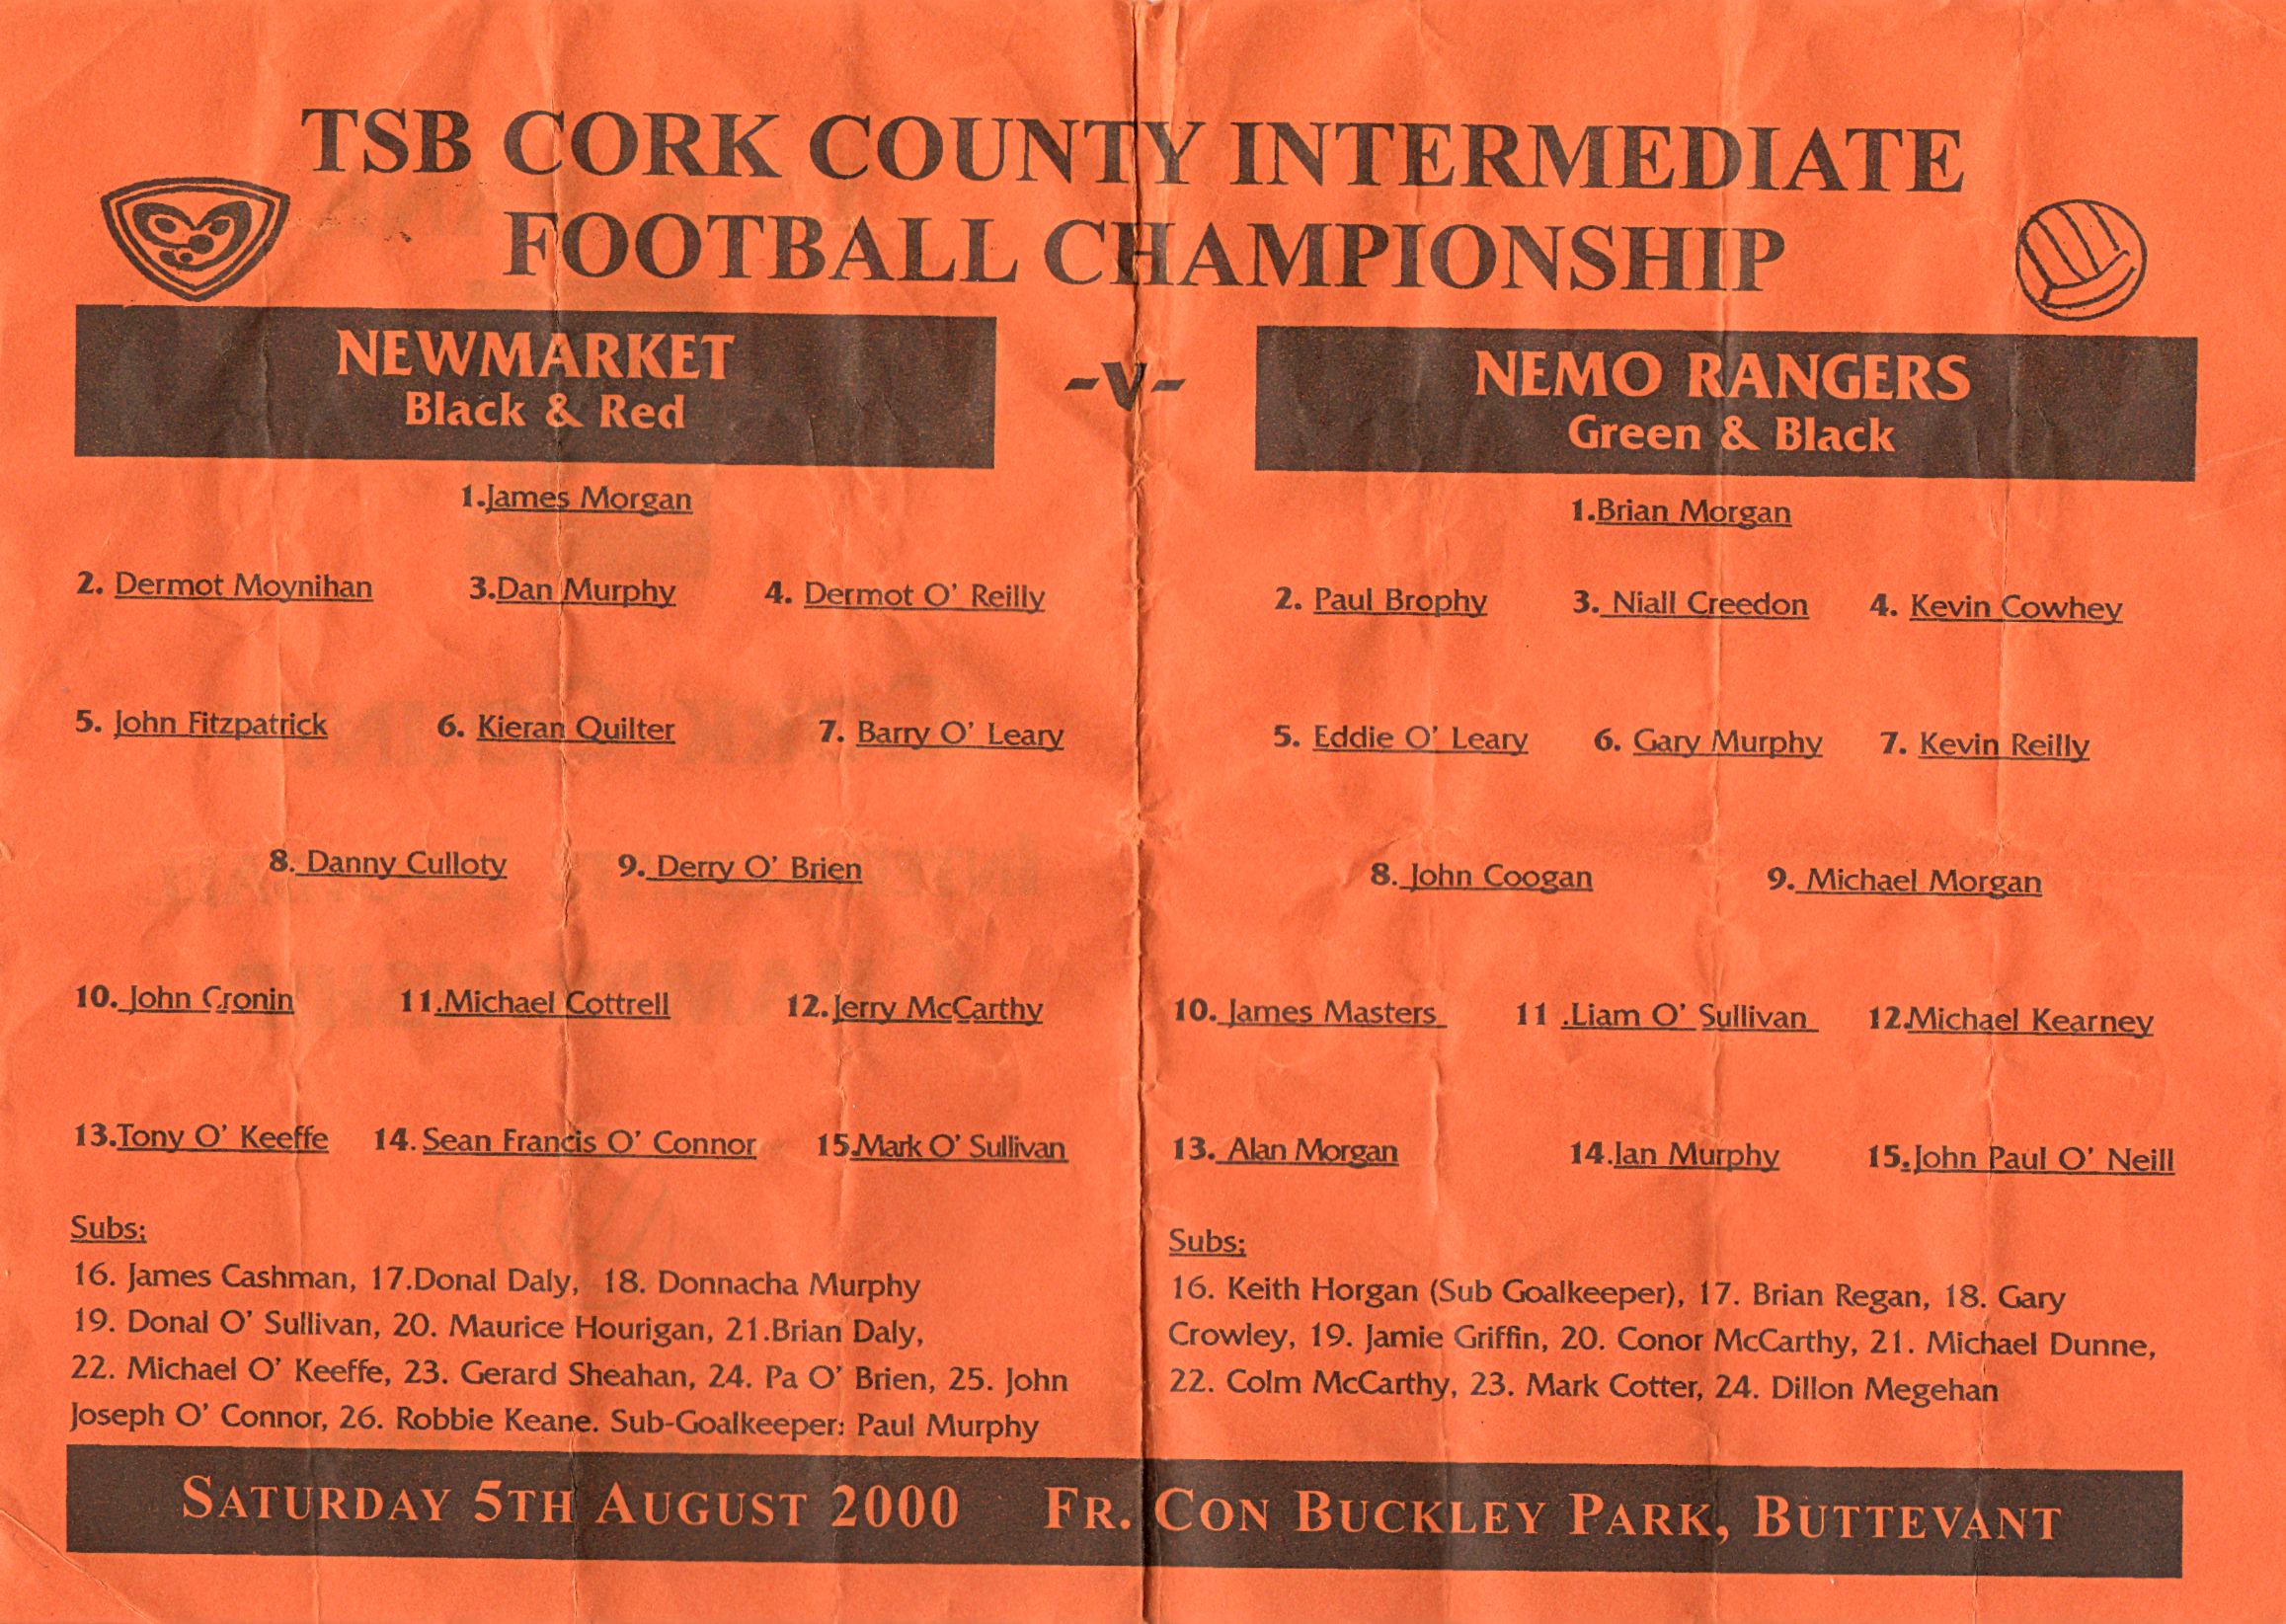 TSB CORK COUNTY INTERMEDIATE
FOOTBALL CHAMPIONSHIP
NEWMARKET
Black & Red
-V-
NEMO RANGERS
Green & Black
1.James Morgan
2. Dermot Moynihan 3.Dan Murphy 4. Dermot O' Reilly
5. John Fitzpatrick 6. Kieran Quilter 7. Barry O' Leary
8. Danny Culloty 9. Derry O' Brien
10. John Cronin 11.Michael Cottrell 12.Jerry McCarthy
13.Tony O' Keeffe 14. Sean Francis O' Connor 15.Mark O' Sullivan
Subs;
16. James Cashman, 17.Donal Daly, 18. Donnacha Murphy
19. Donal O' Sullivan, 20. Maurice Hourigan, 21.Brian Daly,
22. Michael O' Keeffe, 23. Gerard Sheahan, 24. Pa O' Brien, 25. John
Joseph O' Connor, 26. Robbie Keane. Sub-Goalkeeper: Paul Murphy
1.Brian Morgan
2. Paul Brophy 3. Niall Creedon 4. Kevin Cowhey
5. Eddie O' Leary 6. Gary Murphy 7. Kevin Reilly
8. John Coogan 9. Michael Morgan
10. James Masters 11 .Liam O' Sullivan 12.Michael Kearney
13. Alan Morgan 14.Ian Murphy 15.John Paul O' Neill
Subs;
16. Keith Horgan (Sub Goalkeeper), 17. Brian Regan, 18. Gary
Crowley, 19. Jamie Griffin, 20. Conor McCarthy, 21. Michael Dunne,
22. Colm McCarthy, 23. Mark Cotter, 24. Dillon Megehan
SATURDAY 5TH AUGUST 2000 FR. CON BUCKLEY PARK, BUTTEVANT